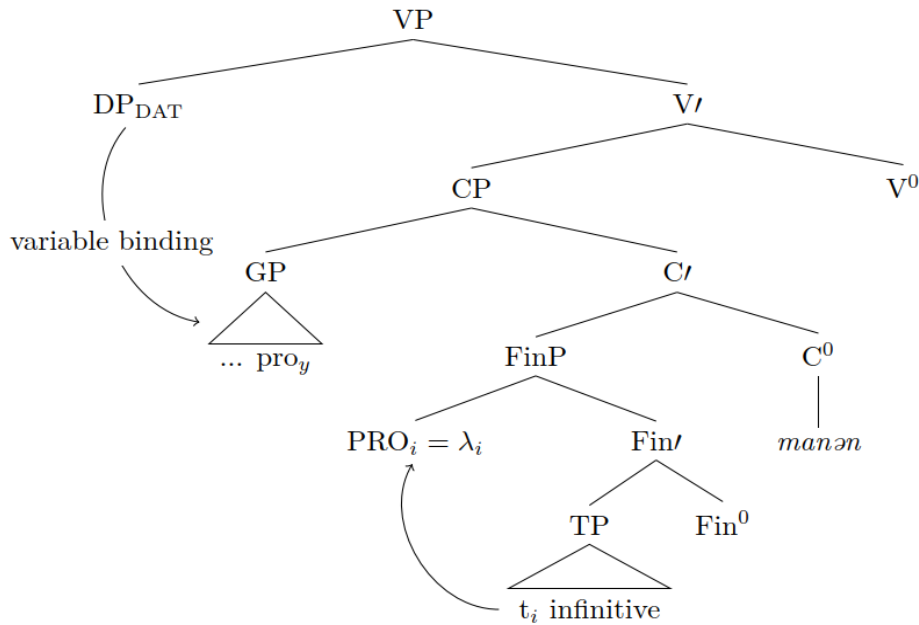 VP
DP_DAT V′
CP V⁰
variable binding
GP C′
... pro_y
FinP C⁰
PRO_i = λ_i Fin′ manən
TP Fin⁰
t_i infinitive